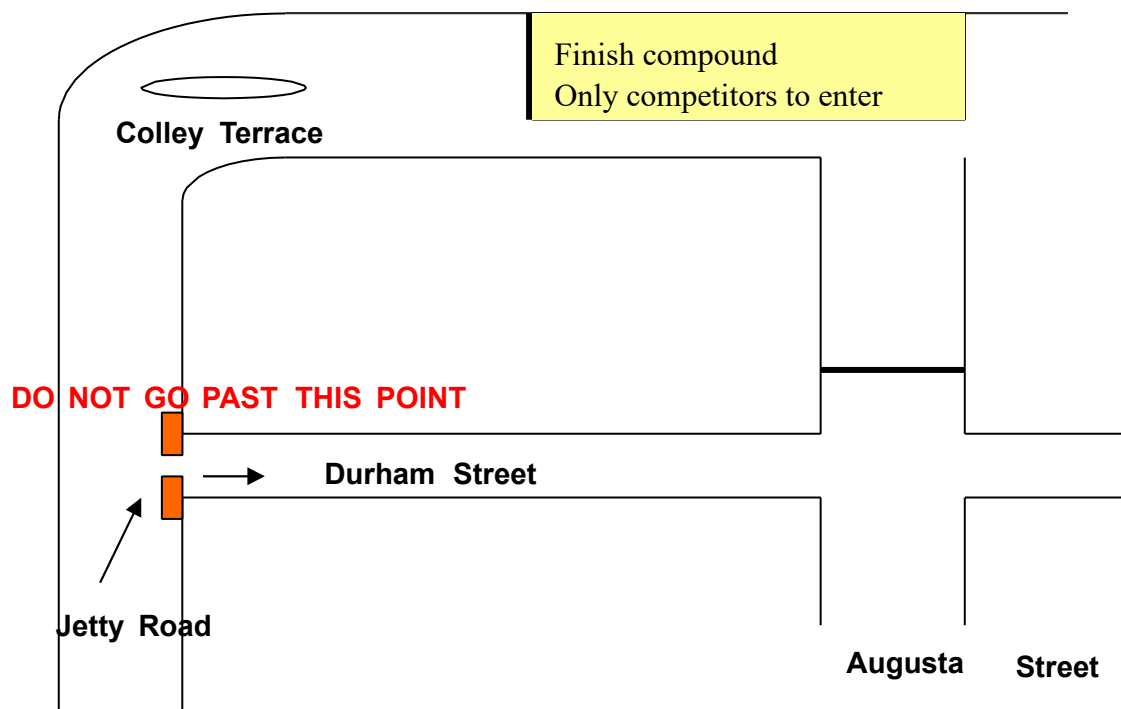 Finish compound
Only competitors to enter
Colley Terrace
DO NOT GO PAST THIS POINT
Durham Street
Jetty Road
Augusta Street